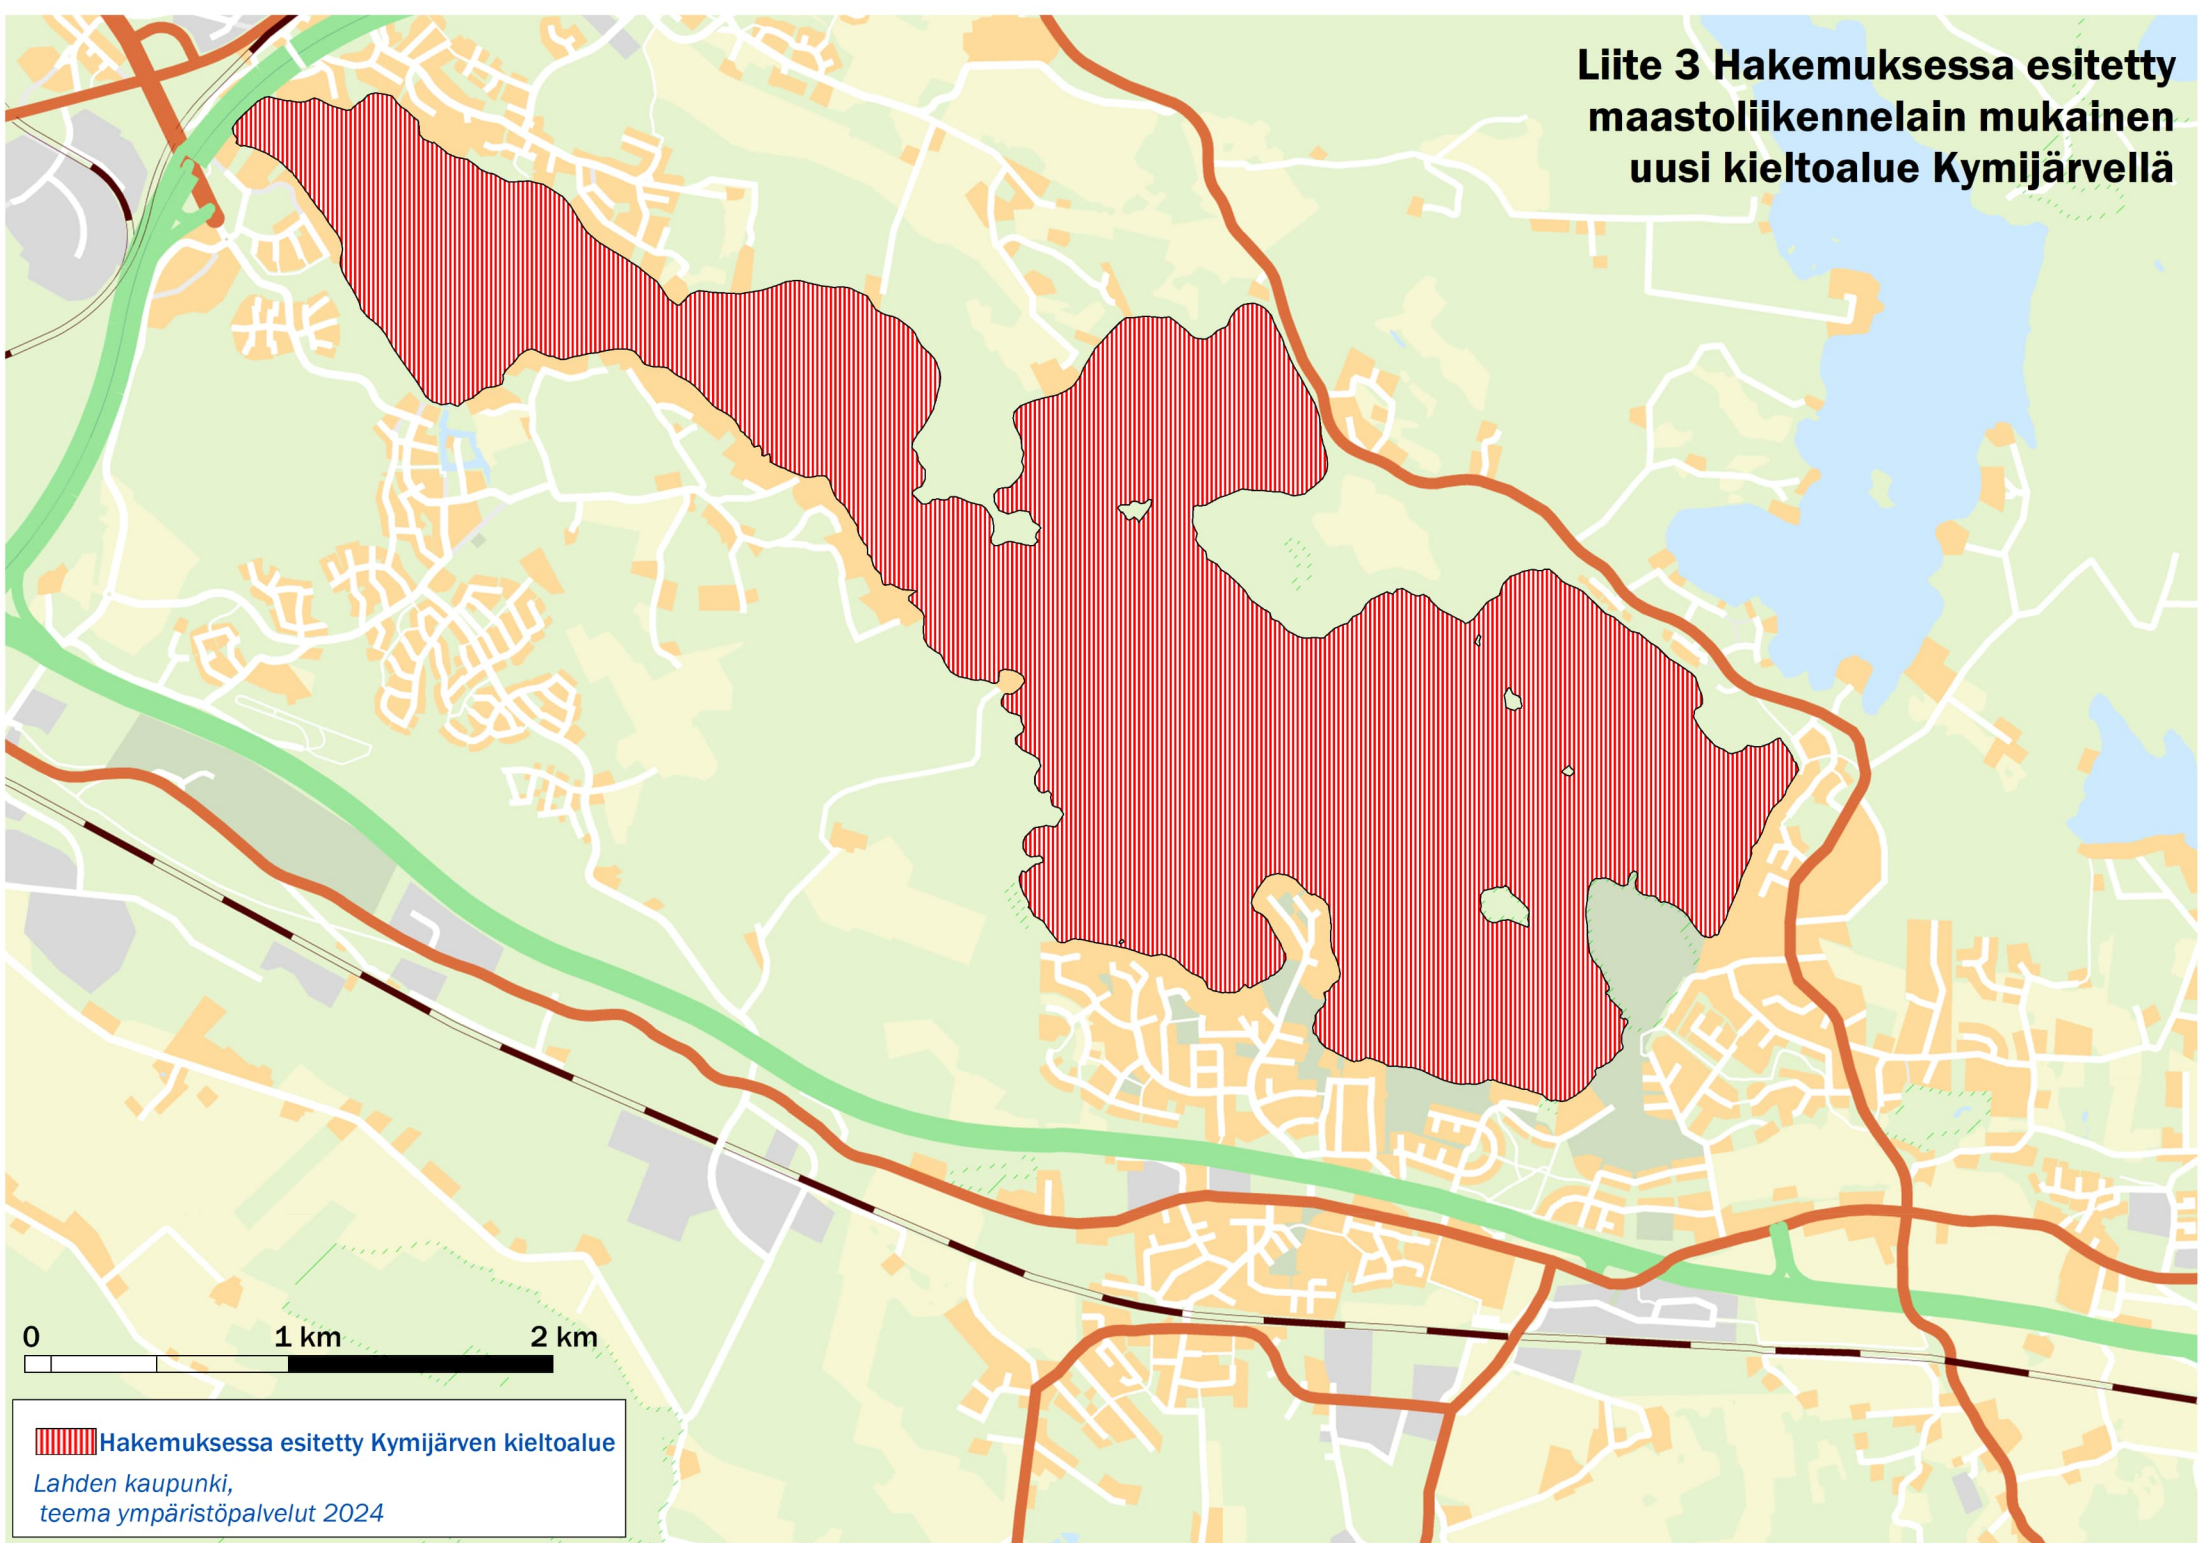 Liite 3 Hakemuksessa esitetty
maastoliikennelain mukainen
uusi kieltoalue Kymijärvellä
0 1 km 2 km
Hakemuksessa esitetty Kymijärven kieltoalue
Lahden kaupunki,
teema ympäristöpalvelut 2024